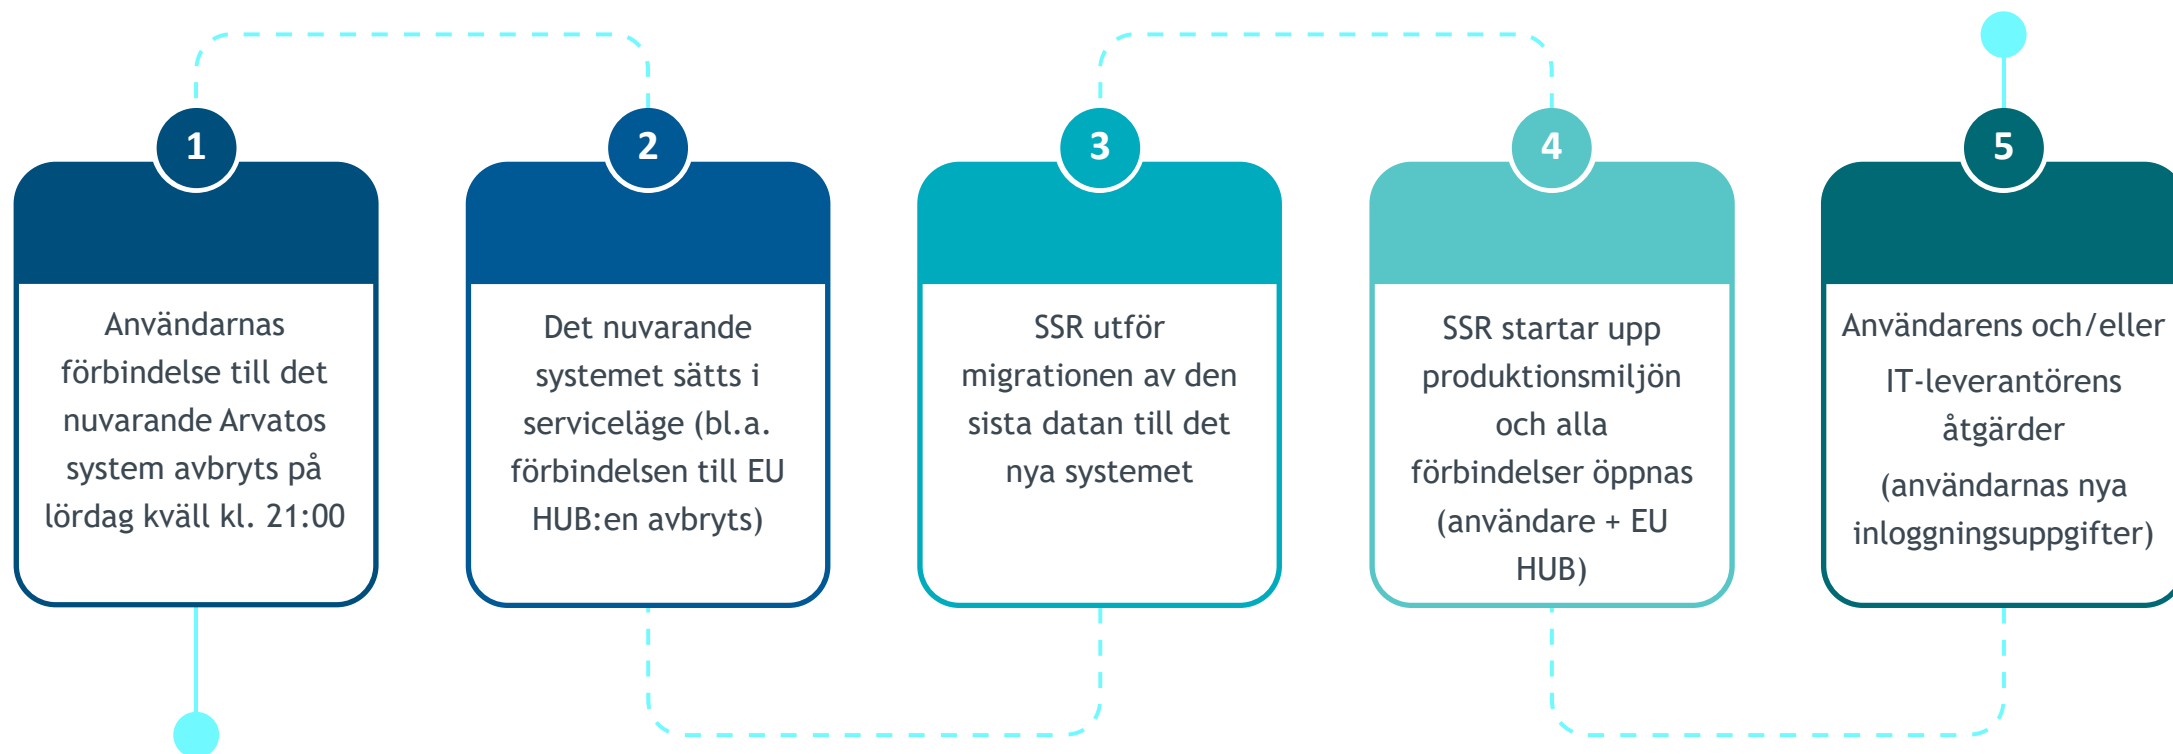 1
Användarnas
förbindelse till det
nuvarande Arvatos
system avbryts på
lördag kväll kl. 21:00
2
Det nuvarande
systemet sätts i
serviceläge (bl.a.
förbindelsen till EU
HUB:en avbryts)
3
SSR utför
migrationen av den
sista datan till det
nya systemet
4
SSR startar upp
produktionsmiljön
och alla
förbindelser öppnas
(användare + EU
HUB)
5
Användarens och/eller
IT-leverantörens
åtgärder
(användarnas nya
inloggningsuppgifter)